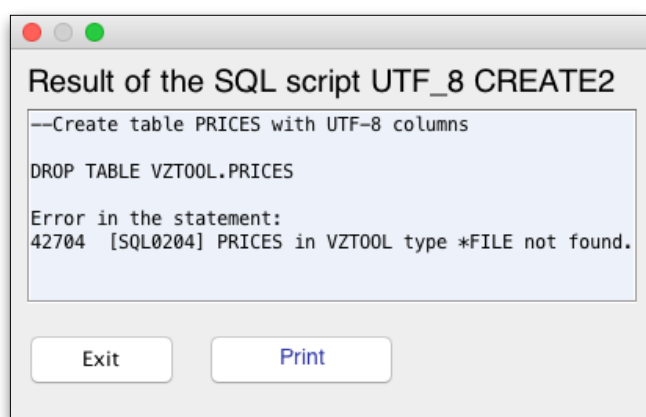 Result of the SQL script UTF_8 CREATE2
--Create table PRICES with UTF-8 columns
DROP TABLE VZTOOL.PRICES
Error in the statement:
42704  [SQL0204] PRICES in VZTOOL type *FILE not found.
Exit
Print